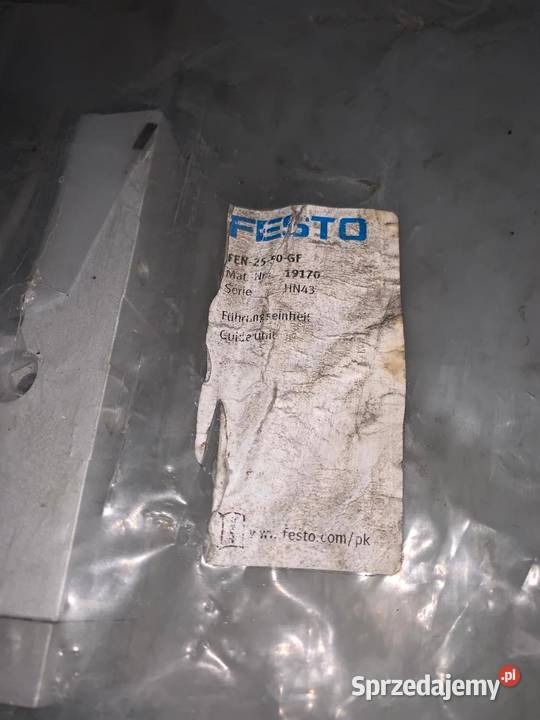 FESTO
FEN-25-50-GF
Mat. Nr. 19170
Serie HN43
Führungseinheit
Guide unit
www.festo.com/pk
Sprzedajemy.pl